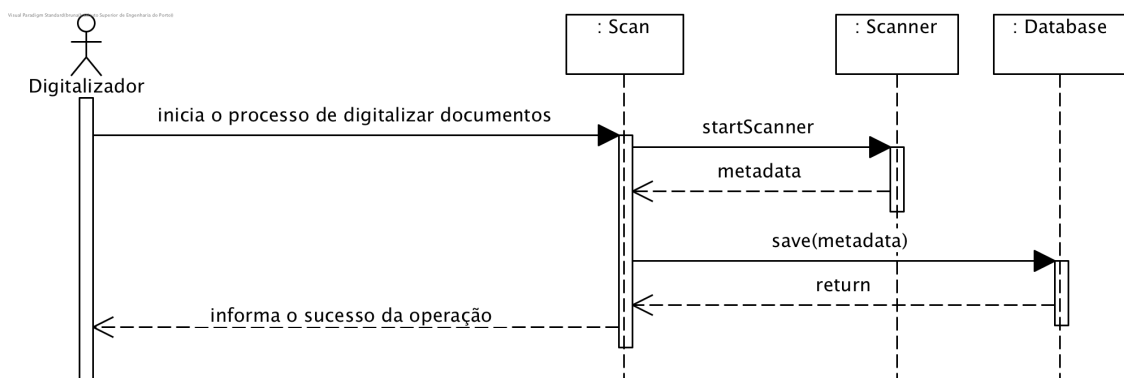 : Scan
: Scanner
: Database
Digitalizador
inicia o processo de digitalizar documentos
startScanner
metadata
save(metadata)
return
informa o sucesso da operação